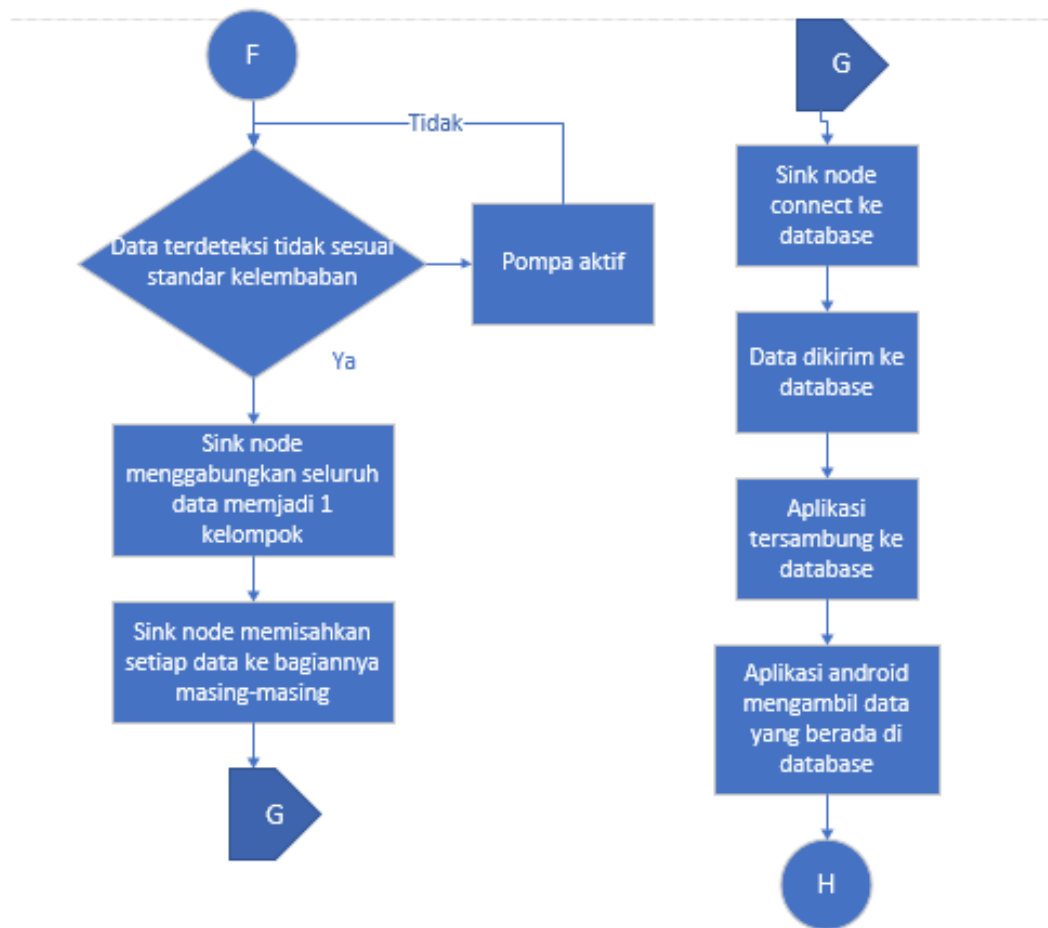 F
Tidak
Data terdeteksi tidak sesuai
standar kelembaban
Pompa aktif
Ya
Sink node
menggabungkan seluruh
data memjadi 1
kelompok
Sink node memisahkan
setiap data ke bagiannya
masing-masing
G
G
Sink node
connect ke
database
Data dikirim ke
database
Aplikasi
tersambung ke
database
Aplikasi android
mengambil data
yang berada di
database
H